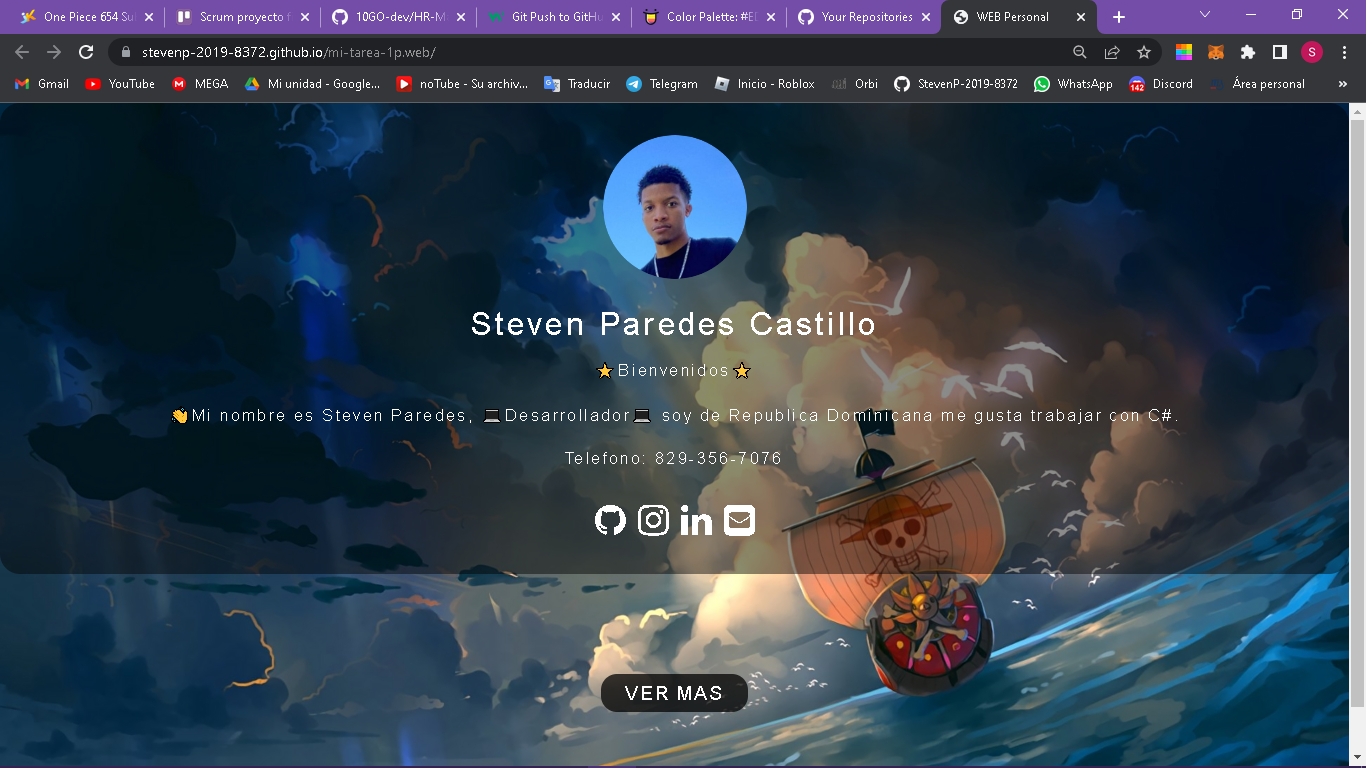 One Piece 654 Su
Scrum proyecto f
10GO-dev/HR-M
Git Push to GitHu
Color Palette: #E
Your Repositories
WEB Personal
stevenp-2019-8372.github.io/mi-tarea-1p.web/
S
Gmail
YouTube
MEGA
Mi unidad - Google...
noTube - Su archiv...
Traducir
Telegram
Inicio - Roblox
Orbi
StevenP-2019-8372
WhatsApp
142
Discord
Área personal
»
Steven Paredes Castillo
⭐Bienvenidos⭐
👏Mi nombre es Steven Paredes, 💻Desarrollador💻 soy de Republica Dominicana me gusta trabajar con C#.
Telefono: 829-356-7076
in
VER MAS